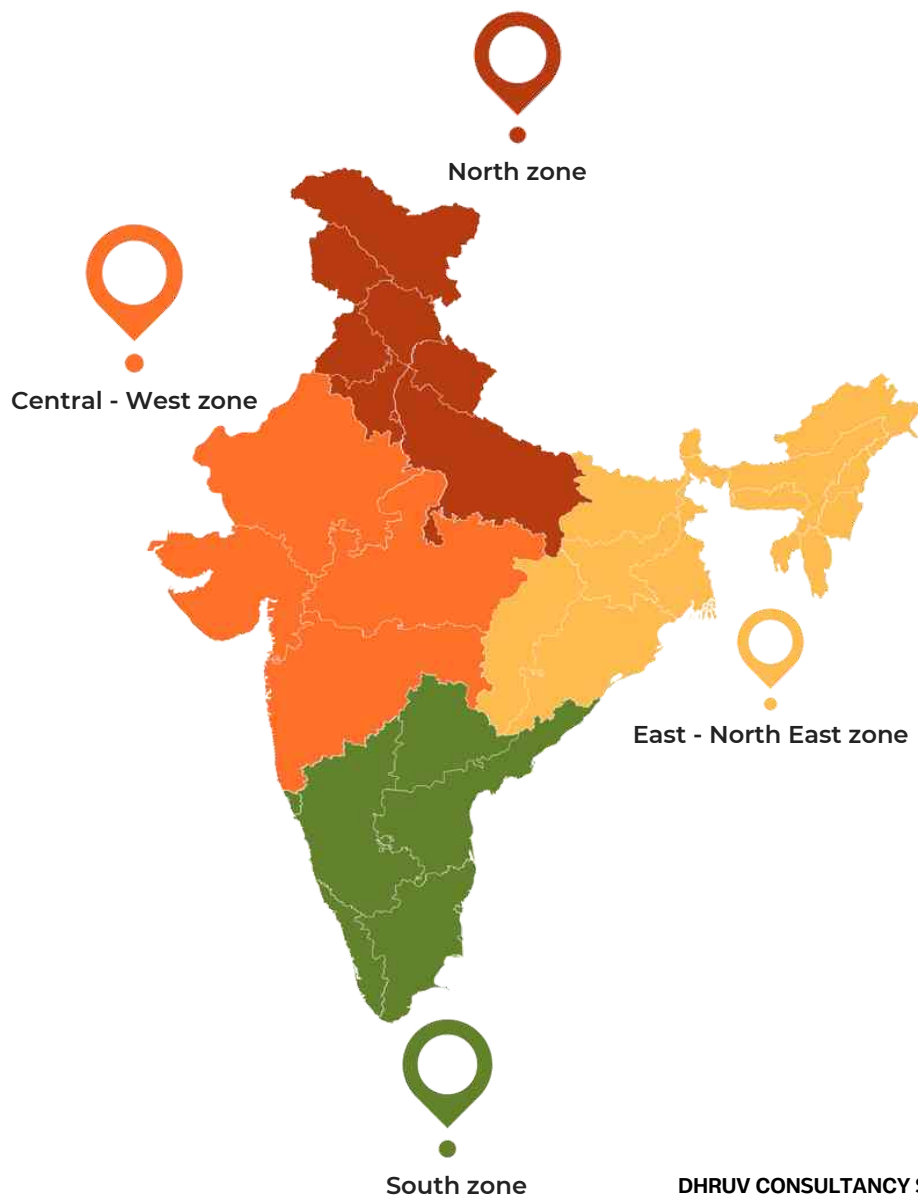 North zone
Central - West zone
East - North East zone
South zone
DHRUV CONSULTANCY